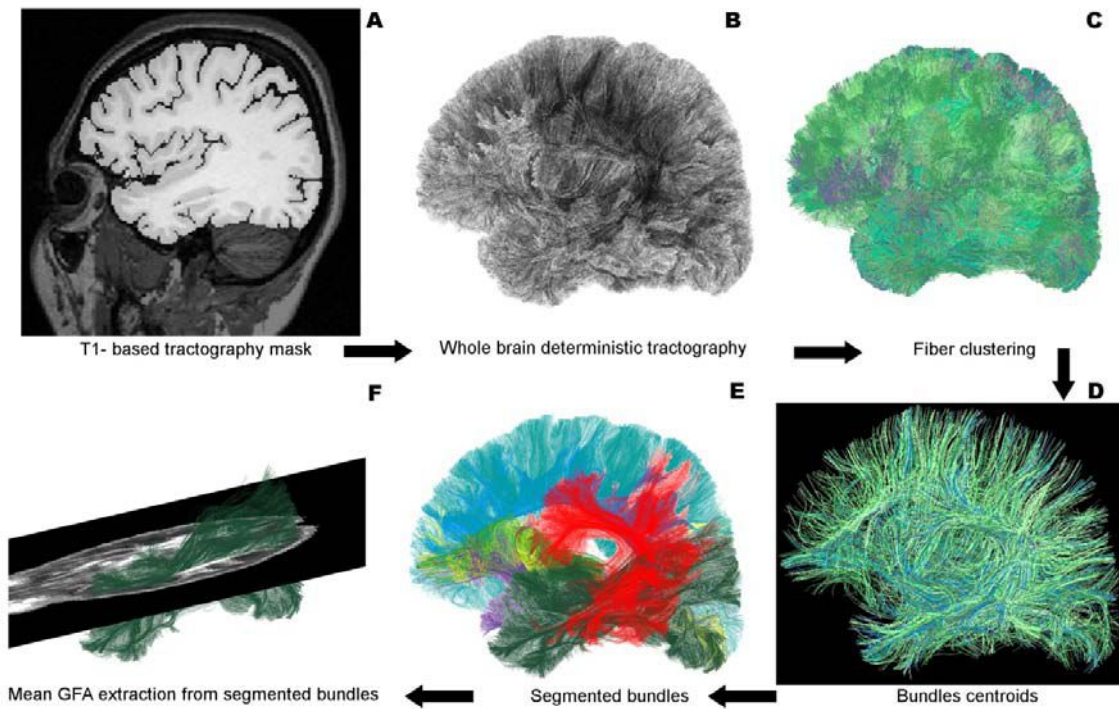 A
B
C
T1- based tractography mask
Whole brain deterministic tractography
Fiber clustering
F
E
D
Mean GFA extraction from segmented bundles
Segmented bundles
Bundles centroids